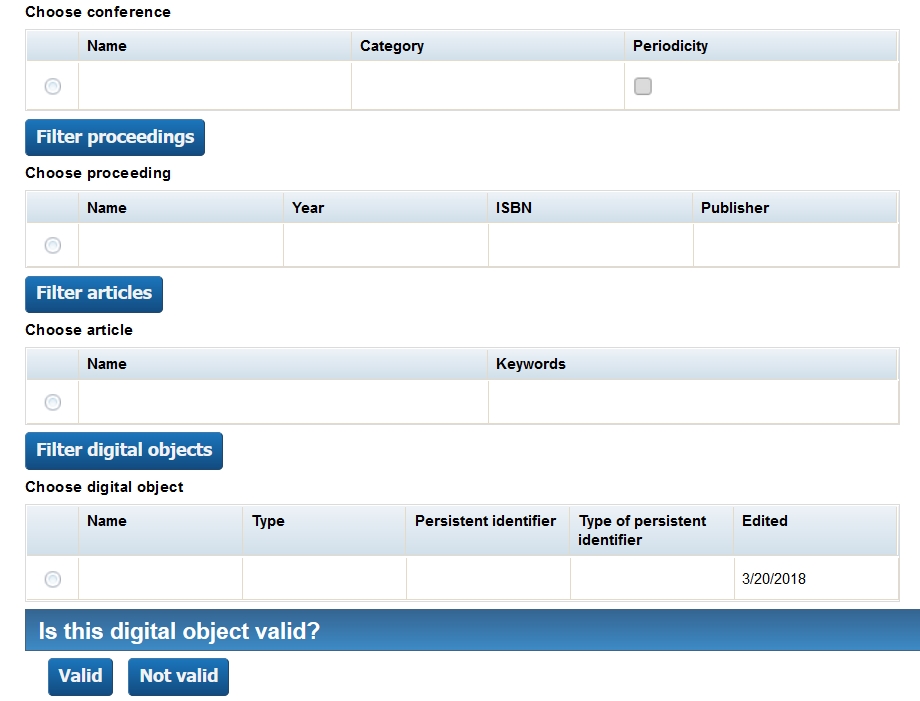 Choose conference
Name Category Periodicity
Filter proceedings
Choose proceeding
Name Year ISBN Publisher
Filter articles
Choose article
Name Keywords
Filter digital objects
Choose digital object
Name Type Persistent identifier Type of persistent identifier Edited
3/20/2018
Is this digital object valid?
Valid Not valid